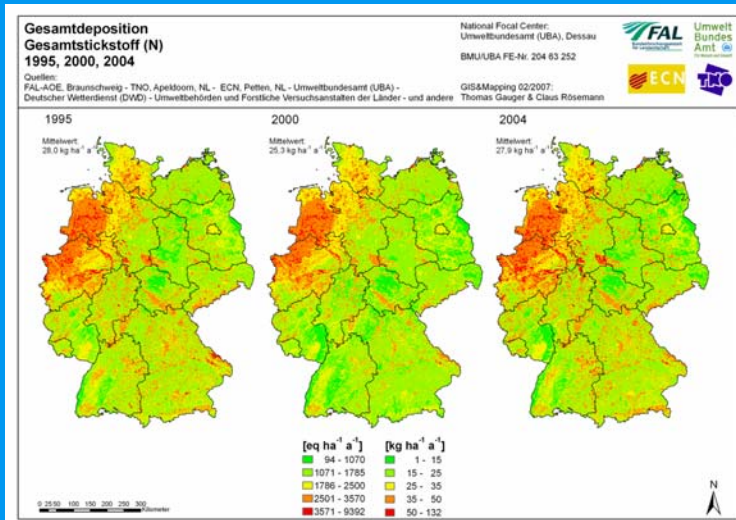 Gesamtdeposition
Gesamtstickstoff (N)
1995, 2000, 2004
Quellen:
FAL-AOE, Braunschweig - TNO, Apeldoorn, NL - ECN, Petten, NL - Umweltbundesamt (UBA) -
Deutscher Wetterdienst (DWD) - Umweltbehörden und Forstliche Versuchsanstalten der Länder - und andere
National Focal Center:
Umweltbundesamt (UBA), Dessau
BMU/UBA FE-Nr. 204 63 252
GIS&Mapping 02/2007:
Thomas Gauger & Claus Rösemann
FAL
Umwelt
Bundes
Amt
ECN
TNO
1995
Mittelwert:
28,0 kg ha⁻¹ a⁻¹
2000
Mittelwert:
25,3 kg ha⁻¹ a⁻¹
2004
Mittelwert:
27,9 kg ha⁻¹ a⁻¹
[eq ha⁻¹ a⁻¹] [kg ha⁻¹ a⁻¹]
94 - 1070 1 - 15
1071 - 1785 15 - 25
1786 - 2500 25 - 35
2501 - 3570 35 - 50
3571 - 9392 50 - 132
0 25 50 100 150 200 250 300
Kilometer
N